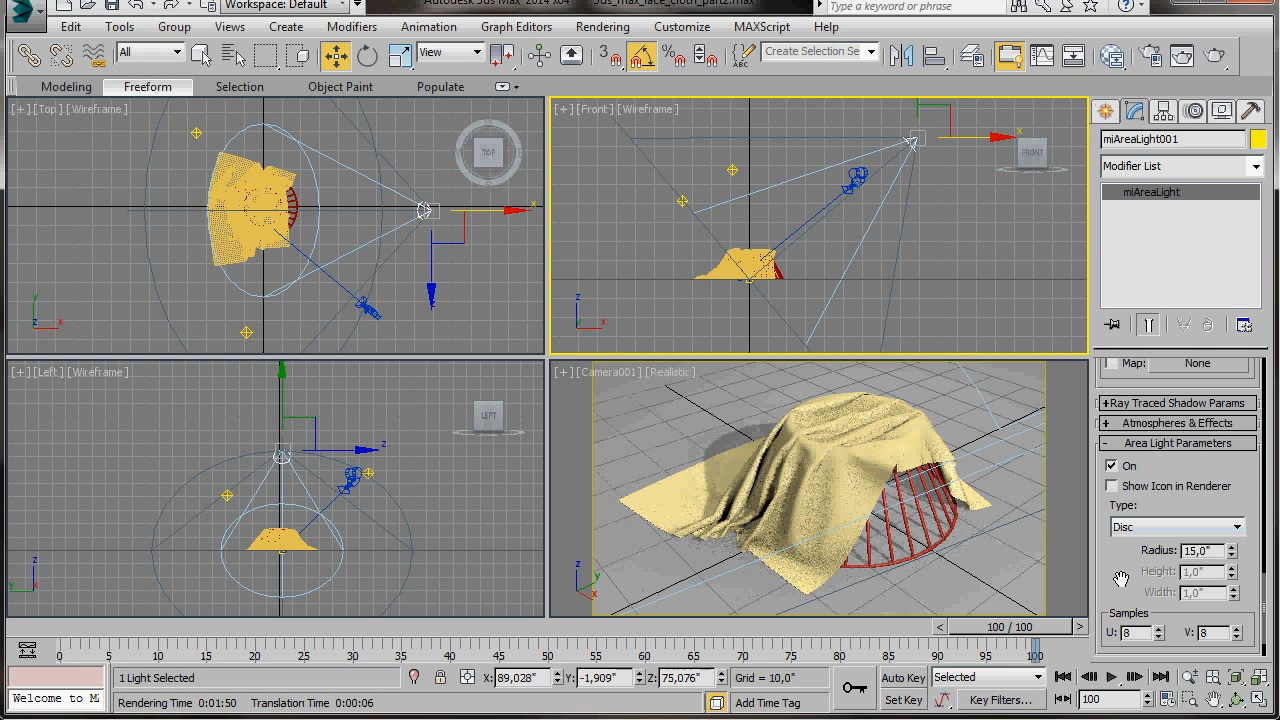 Workspace: Default
Autodesk 3ds Max 2014 x64
3ds_max_lace_cloth_part2.max
Type a keyword or phrase
Edit Tools Group Views Create Modifiers Animation Graph Editors Rendering Customize MAXScript Help
All
View
3
%
ABC
Create Selection Se
Modeling Freeform Selection Object Paint Populate
[+] [Top] [Wireframe]
TOP
x
y
z
x
[+] [Front] [Wireframe]
x
FRONT
z
y
x
[+] [Left] [Wireframe]
LEFT
z
z
y
x
[+] [Camera001] [Realistic]
z
y
x
miAreaLight001
Modifier List
miAreaLight
Map: None
+ Ray Traced Shadow Params
+ Atmospheres & Effects
- Area Light Parameters
On
Show Icon in Renderer
Type:
Disc
Radius: 15,0"
Height: 1,0"
Width: 1,0"
Samples
U: 8 V: 8
< 100 / 100 >
0 5 10 15 20 25 30 35 40 45 50 55 60 65 70 75 80 85 90 95 100
1 Light Selected
X: 89,028" Y: -1,909" Z: 75,076"
Grid = 10,0"
Auto Key
Selected
Welcome to M
Rendering Time 0:01:50 Translation Time 0:00:06
Add Time Tag
Set Key
Key Filters...
100